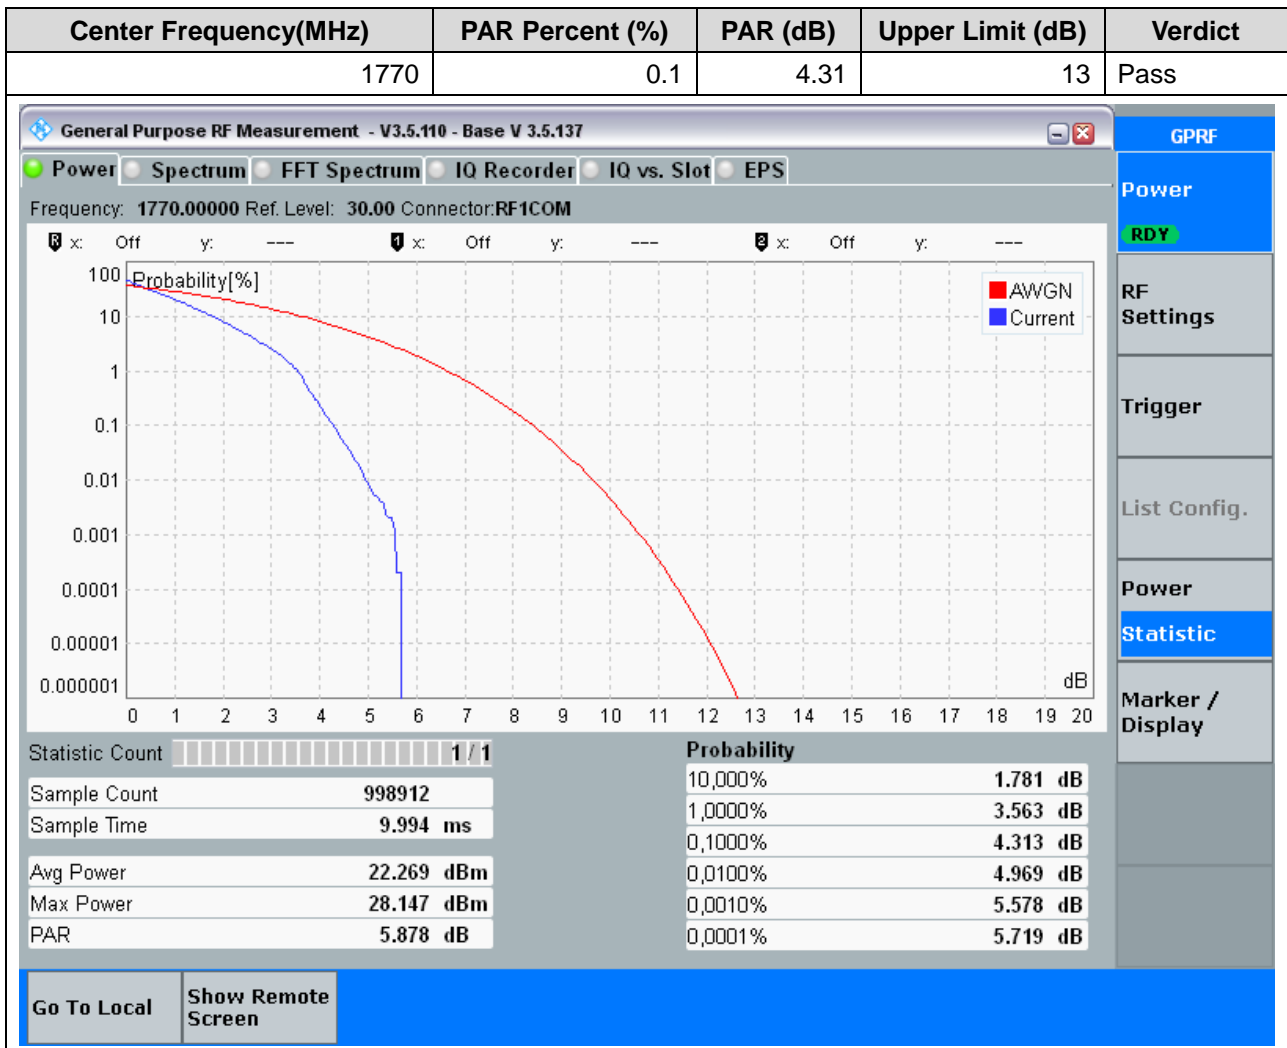 Center Frequency(MHz) PAR Percent (%) PAR (dB) Upper Limit (dB) Verdict
1770 0.1 4.31 13 Pass
General Purpose RF Measurement - V3.5.110 - Base V 3.5.137
GPRF
Power Spectrum FFT Spectrum IQ Recorder IQ vs. Slot EPS
Frequency: 1770.00000 Ref. Level: 30.00 Connector:RF1COM
Power
RDY
R x: Off y: --- 1 x: Off y: --- 2 x: Off y: ---
100 Probability[%]
AWGN
Current
10
1
0.1
0.01
0.001
0.0001
0.00001
0.000001
dB
0 1 2 3 4 5 6 7 8 9 10 11 12 13 14 15 16 17 18 19 20
RF
Settings
Trigger
List Config.
Power
Statistic
Marker /
Display
Statistic Count 1 / 1
Sample Count 998912
Sample Time 9.994 ms
Avg Power 22.269 dBm
Max Power 28.147 dBm
PAR 5.878 dB
Probability
10,000% 1.781 dB
1,0000% 3.563 dB
0,1000% 4.313 dB
0,0100% 4.969 dB
0,0010% 5.578 dB
0,0001% 5.719 dB
Go To Local
Show Remote
Screen